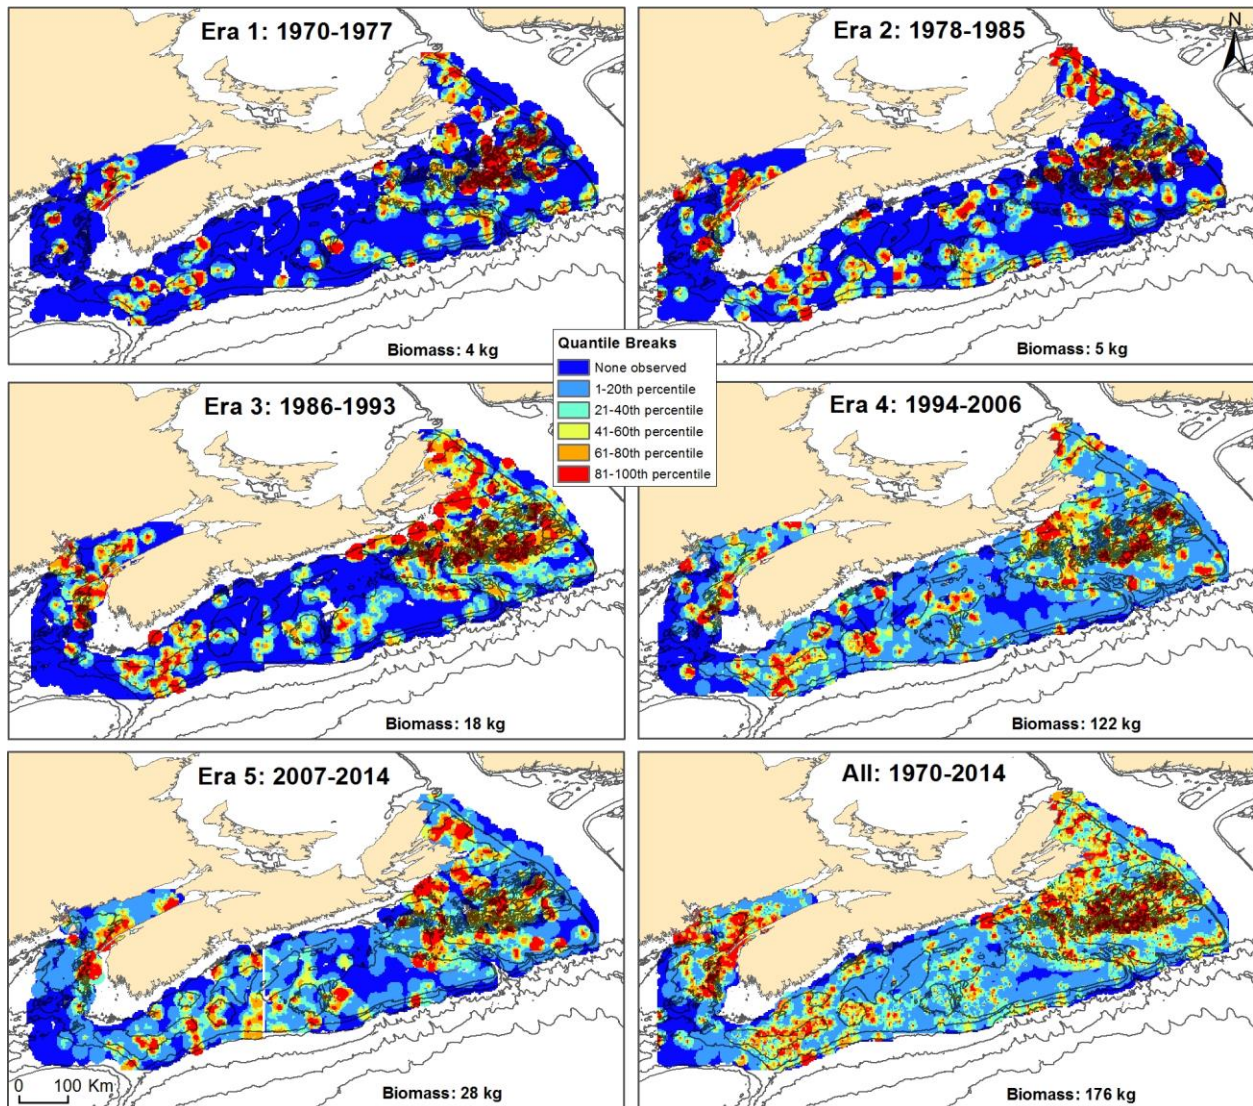 Era 1: 1970-1977
Biomass: 4 kg
Era 2: 1978-1985
N
Biomass: 5 kg
Quantile Breaks
None observed
1-20th percentile
21-40th percentile
41-60th percentile
61-80th percentile
81-100th percentile
Era 3: 1986-1993
Biomass: 18 kg
Era 4: 1994-2006
Biomass: 122 kg
Era 5: 2007-2014
0 100 Km
Biomass: 28 kg
All: 1970-2014
Biomass: 176 kg